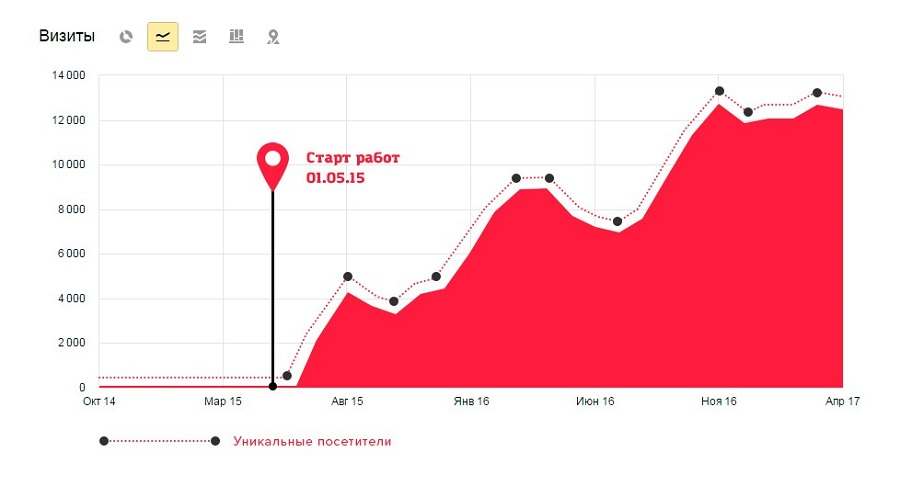 Визиты
14 000
12 000
10 000
8 000
6 000
4 000
2 000
0
Старт работ
01.05.15
Окт 14 Мар 15 Авг 15 Янв 16 Июн 16 Ноя 16 Апр 17
Уникальные посетители